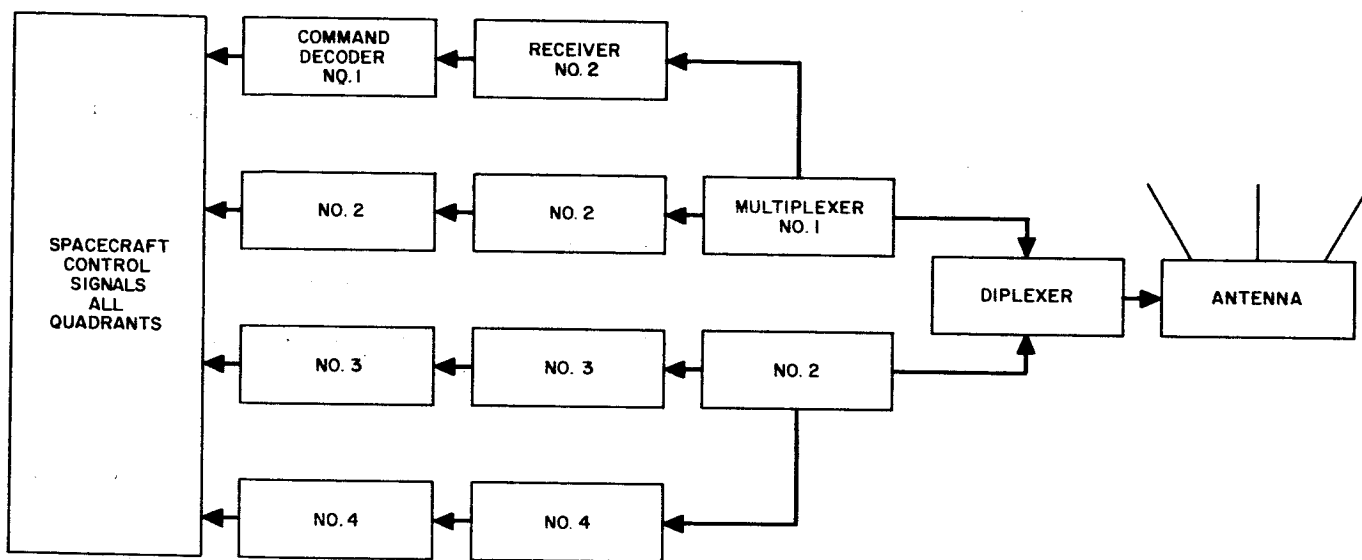 COMMAND
DECODER
NO. 1
RECEIVER
NO. 2
NO. 2
NO. 2
MULTIPLEXER
NO. 1
SPACECRAFT
CONTROL
SIGNALS
ALL
QUADRANTS
DIPLEXER
ANTENNA
NO. 3
NO. 3
NO. 2
NO. 4
NO. 4